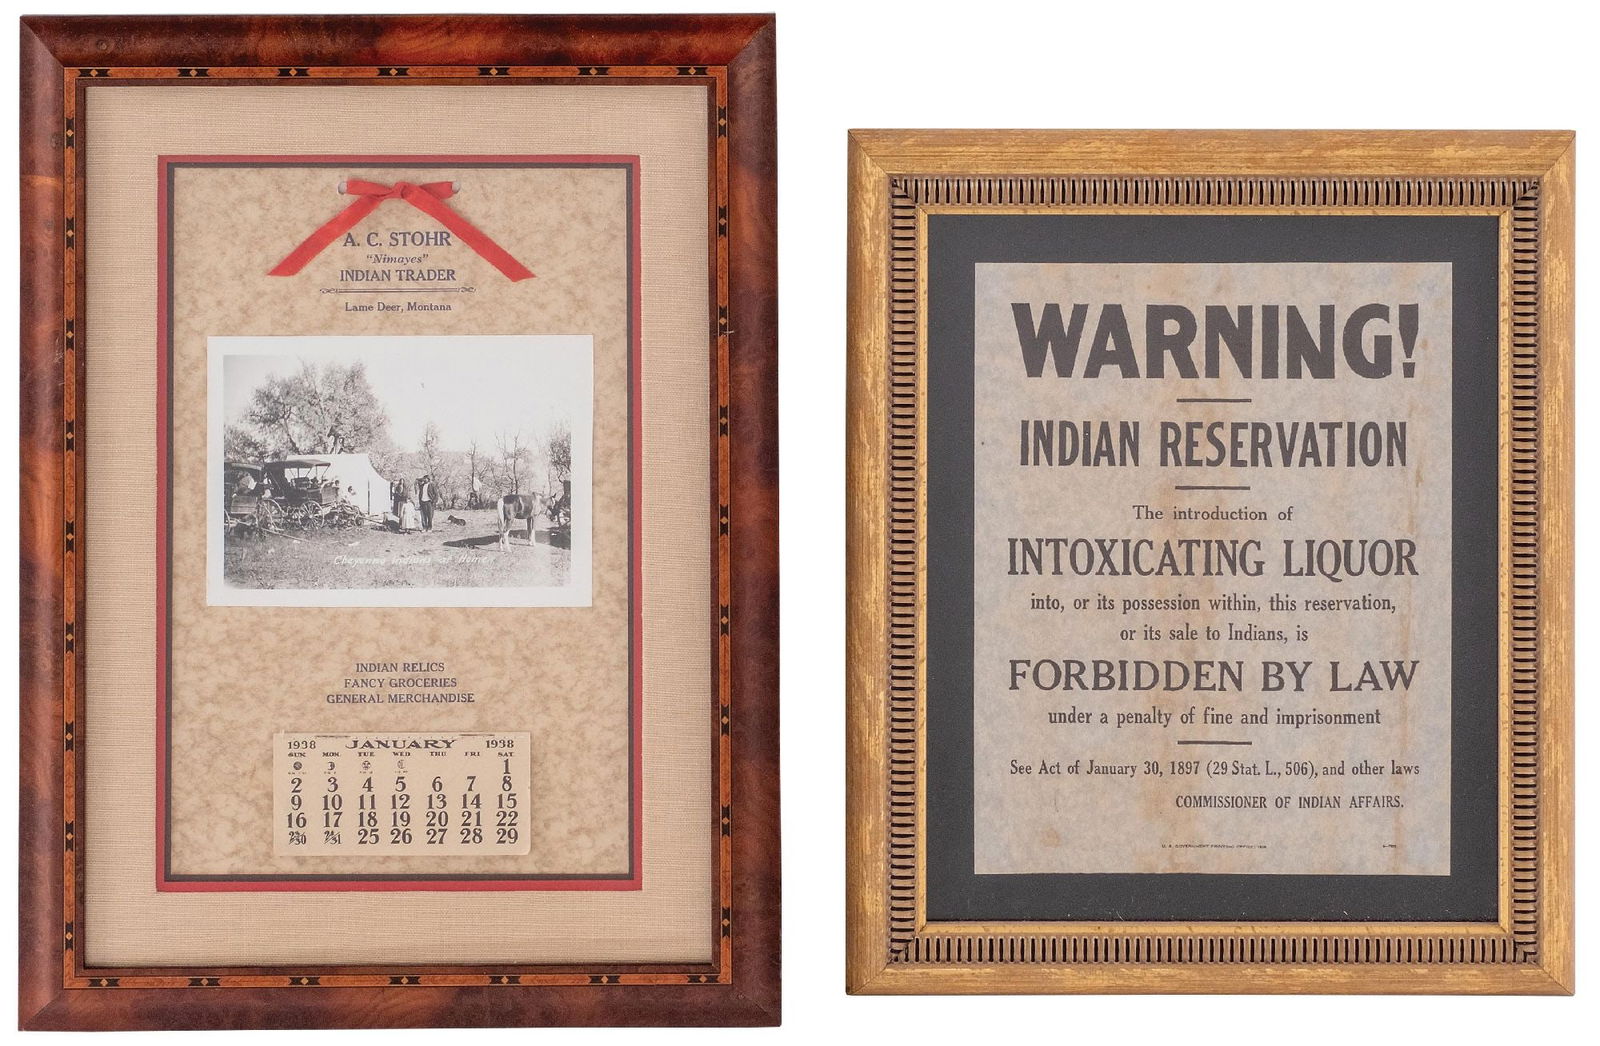 A. C. STOHR
"Nimayes"
INDIAN TRADER
Lame Deer, Montana
Cheyenne Indians at home
INDIAN RELICS
FANCY GROCERIES
GENERAL MERCHANDISE
1938 JANUARY 1938
SUN MON TUE WED THU FRI SAT
1
2 3 4 5 6 7 8
9 10 11 12 13 14 15
16 17 18 19 20 21 22
23/30 24/31 25 26 27 28 29
WARNING!
INDIAN RESERVATION
The introduction of
INTOXICATING LIQUOR
into, or its possession within, this reservation,
or its sale to Indians, is
FORBIDDEN BY LAW
under a penalty of fine and imprisonment
See Act of January 30, 1897 (29 Stat. L., 506), and other laws
COMMISSIONER OF INDIAN AFFAIRS.
U. S. GOVERNMENT PRINTING OFFICE